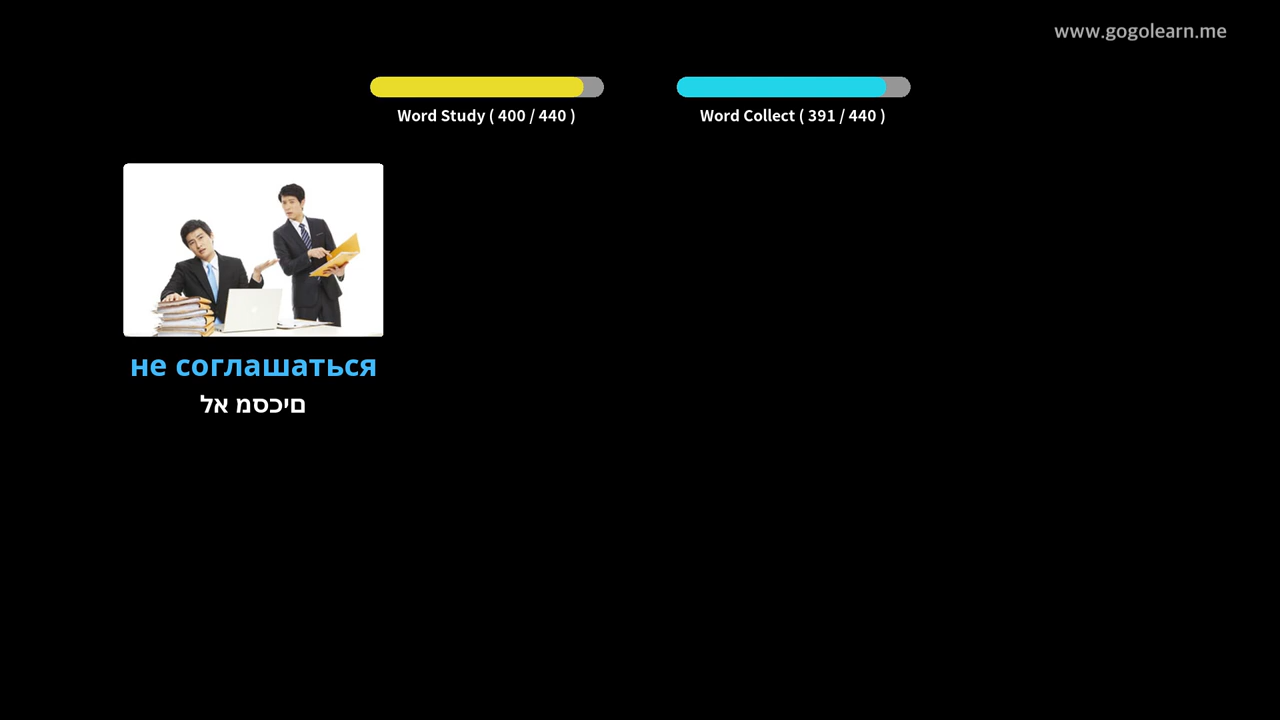 www.gogolearn.me
Word Study ( 400 / 440 )
Word Collect ( 391 / 440 )
не соглашаться
םיכסמ אל